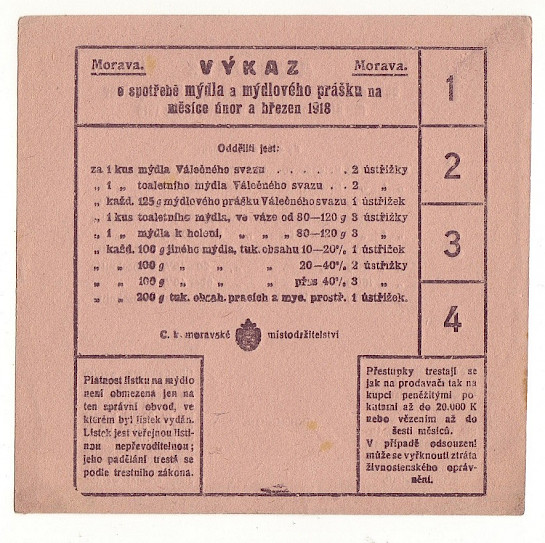 Morava. VÝKAZ Morava.
o spotřebě mýdla a mýdlového prášku na
měsíce únor a březen 1918
1
2
3
4
Odděliti jest:
za 1 kus mýdla Válečného svazu . . . . . . 2 ústřižky
„ 1 „ toaletního mýdla Válečného svazu . . 2 „
„ každ. 125 g mýdlového prášku Válečného svazu 1 ústřižek
„ 1 kus toaletního mýdla, ve váze od 80—120 g 3 ústřižky
„ 1 „ mýdla k holení, „ „ „ 80—120 g 3 „
„ každ. 100 g jiného mýdla, tuk. obsahu 10—20% 1 ústřižek
„ „ 100 g „ „ „ 20—40% 2 ústřižky
„ „ 100 g „ „ „ přes 40% 3 „
„ „ 200 g tuk. obsah. pracích a myc. prostř. 1 ústřižek.
C. k. moravské místodržitelství
Platnost lístku na mýdlo
není obmezena jen na
ten správní obvod, ve
kterém byl lístek vydán.
Lístek jest veřejnou listi-
nou nepřevoditelnou;
jeho padělání trestá se
podle trestního zákona.
Přestupky trestají se
jak na prodavači tak na
kupci peněžitými po-
kutami až do 20.000 K
nebo vězením až do
šesti měsíců.
V případě odsouzení
může se vyřknouti ztráta
živnostenského opráv-
nění.